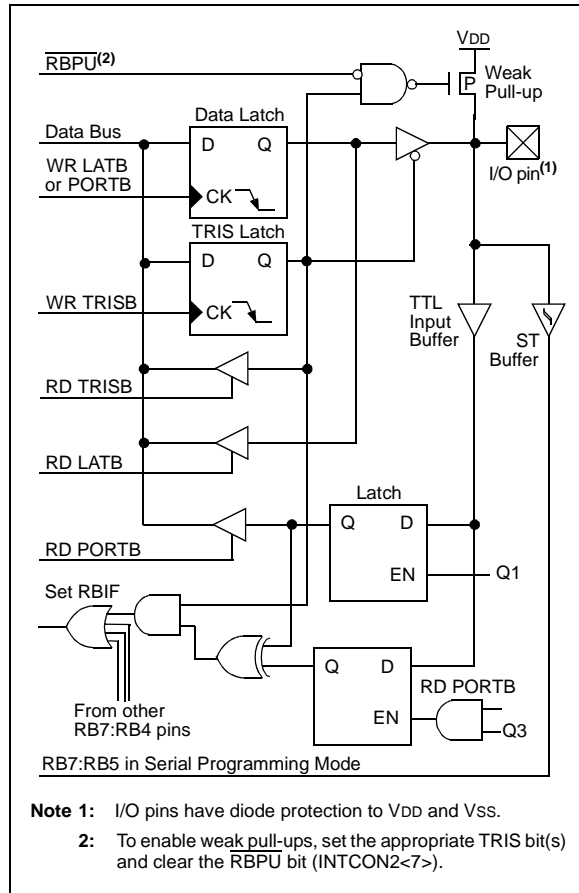 VDD
RBPU(2)
P
Weak
Pull-up
Data Latch
Data Bus
D Q
WR LATB
or PORTB
CK
I/O pin(1)
TRIS Latch
D Q
WR TRISB
CK
TTL
Input
Buffer
ST
Buffer
RD TRISB
RD LATB
Latch
Q D
RD PORTB
EN
Q1
Set RBIF
Q D
RD PORTB
EN
Q3
From other
RB7:RB4 pins
RB7:RB5 in Serial Programming Mode
Note 1: I/O pins have diode protection to VDD and VSS.
2: To enable weak pull-ups, set the appropriate TRIS bit(s)
and clear the RBPU bit (INTCON2<7>).